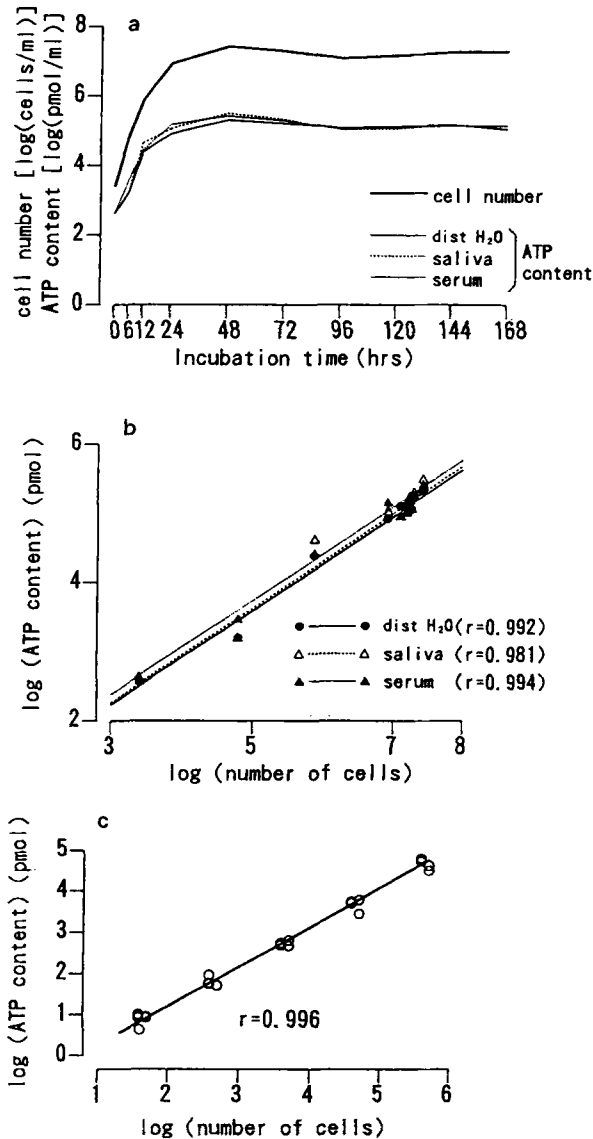 a
cell number [log(cells/ml)]
ATP content [log(pmol/ml)]
8
6
4
2
0
cell number
dist H₂O
saliva
serum
ATP
content
0 6 12 24 48 72 96 120 144 168
Incubation time (hrs)
b
log (ATP content) (pmol)
6
4
2
dist H₂O (r=0.992)
saliva (r=0.981)
serum (r=0.994)
3 5 7 8
log (number of cells)
c
log (ATP content) (pmol)
5
4
3
2
1
0
r=0.996
1 2 3 4 5 6
log (number of cells)